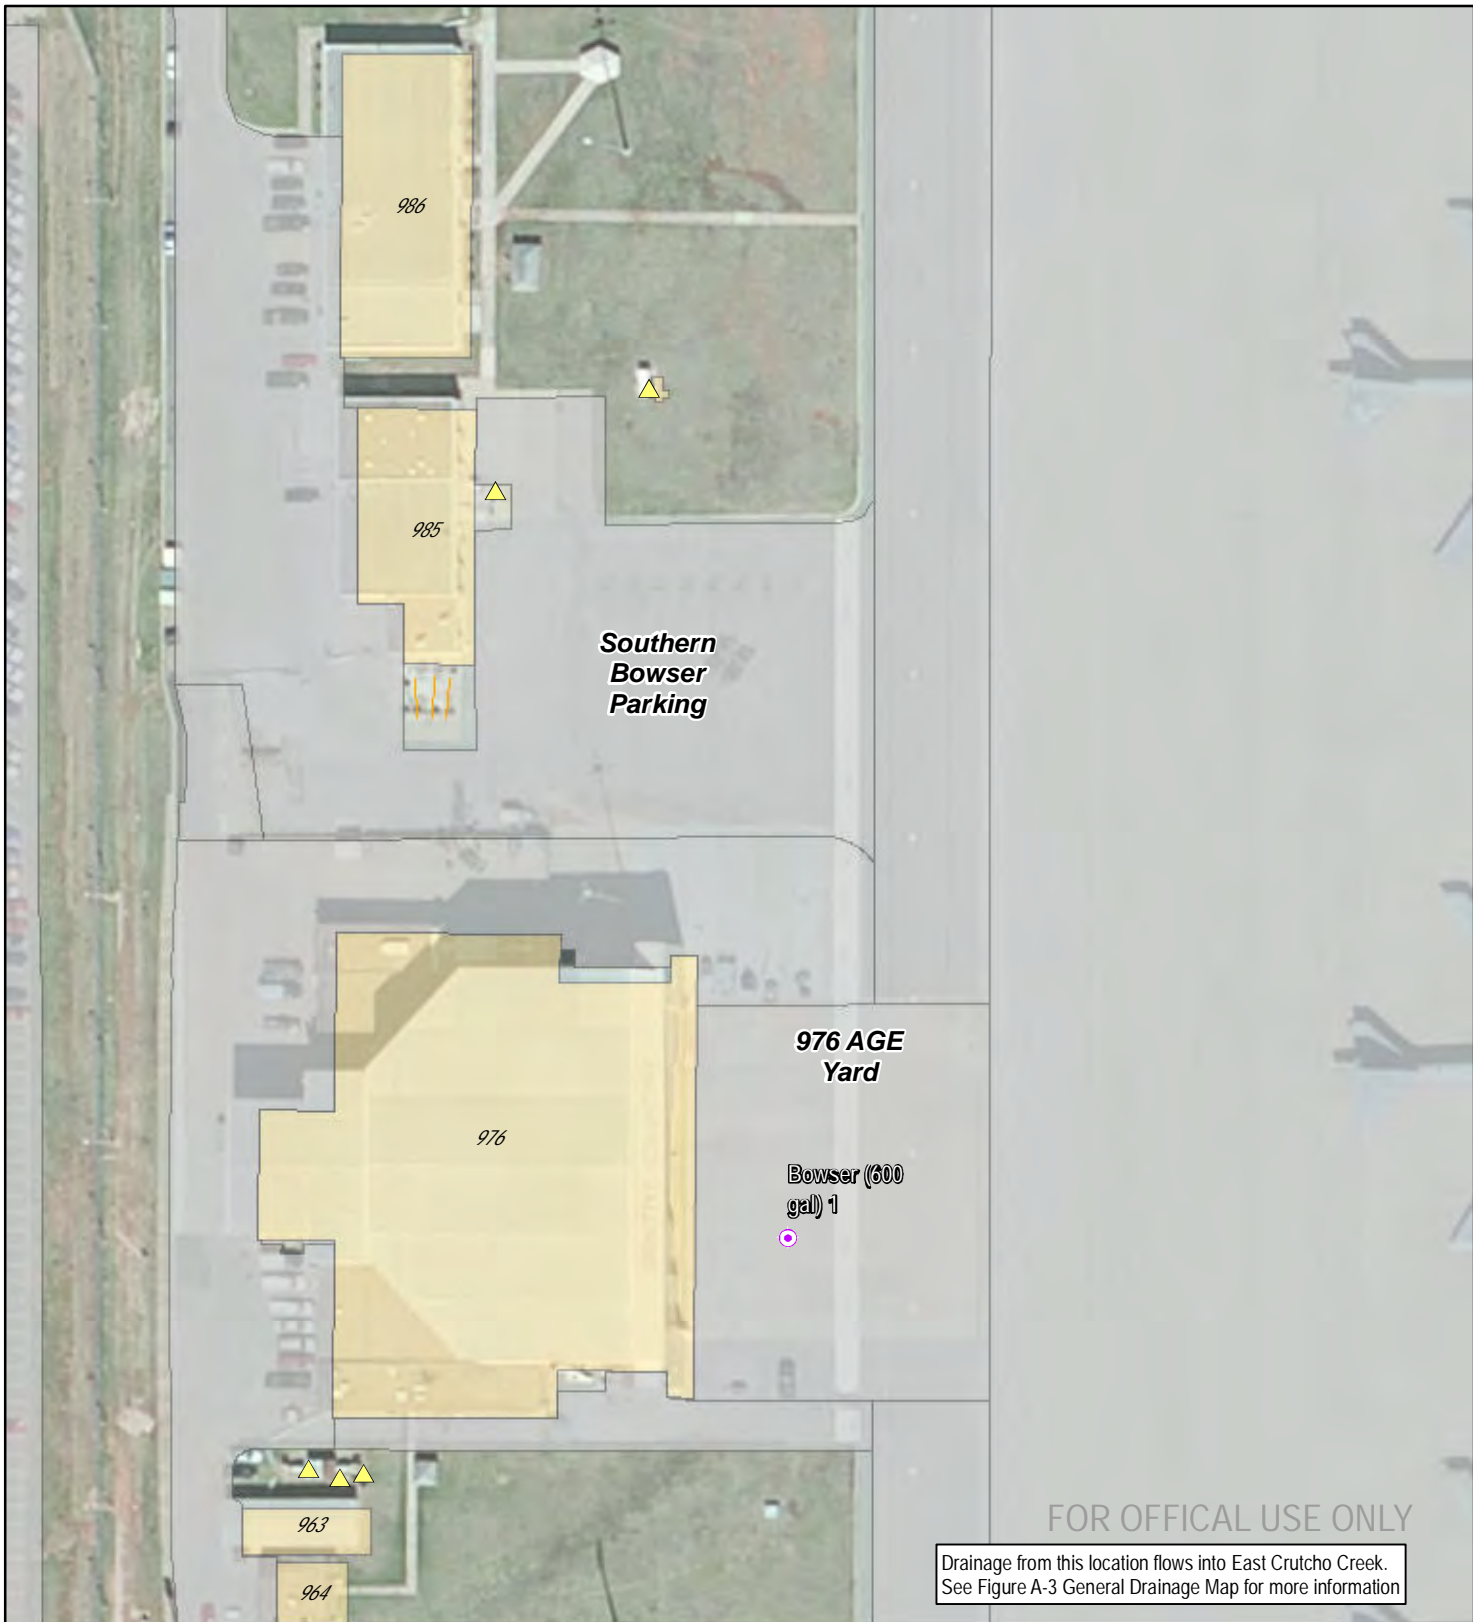 986
985
Southern
Bowser
Parking
976 AGE
Yard
976
Bowser (600
gal) 1
963
964
FOR OFFICAL USE ONLY
Drainage from this location flows into East Crutcho Creek.
See Figure A-3 General Drainage Map for more information